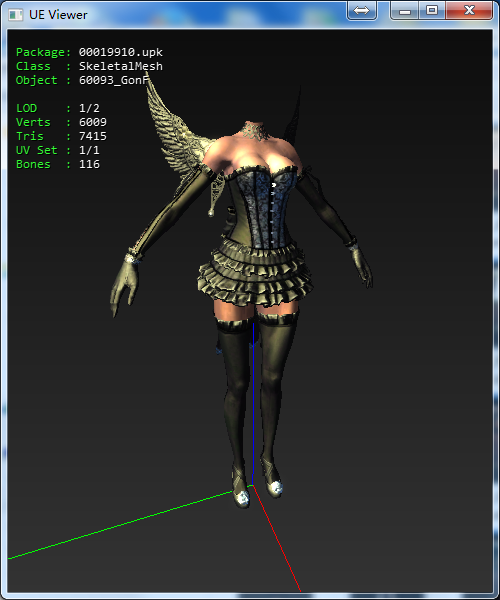 UE Viewer
Package: 00019910.upk
Class : SkeletalMesh
Object : 60093_GonF
LOD : 1/2
Verts : 6009
Tris : 7415
UV Set : 1/1
Bones : 116